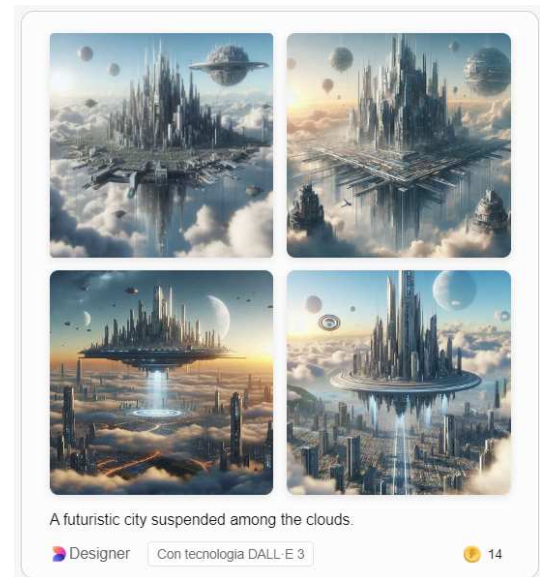 A futuristic city suspended among the clouds.
Designer Con tecnologia DALL·E 3 14